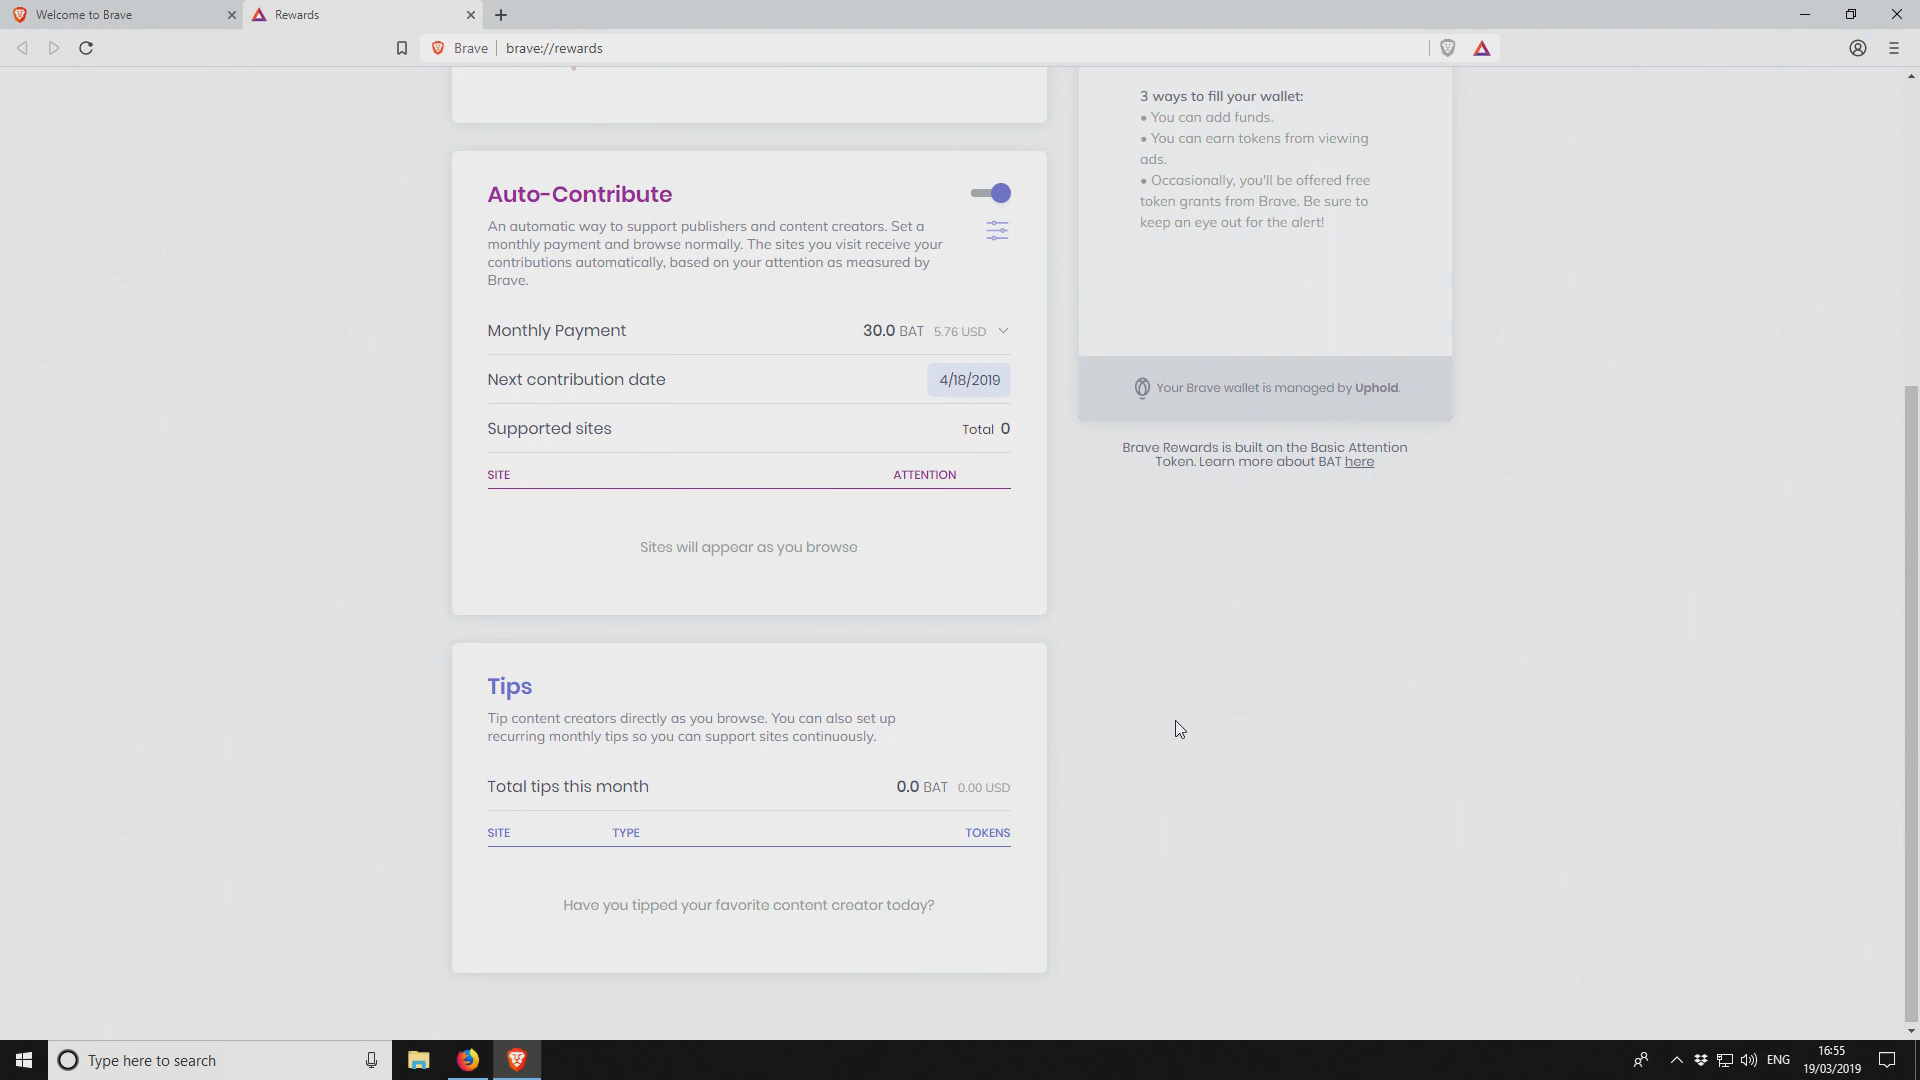 Welcome to Brave
Rewards
Brave
brave://rewards
3 ways to fill your wallet:
• You can add funds.
• You can earn tokens from viewing
ads.
• Occasionally, you'll be offered free
token grants from Brave. Be sure to
keep an eye out for the alert!
Your Brave wallet is managed by Uphold.
Brave Rewards is built on the Basic Attention
Token. Learn more about BAT here
Auto-Contribute
An automatic way to support publishers and content creators. Set a
monthly payment and browse normally. The sites you visit receive your
contributions automatically, based on your attention as measured by
Brave.
Monthly Payment 30.0 BAT 5.76 USD
Next contribution date 4/18/2019
Supported sites Total 0
SITE ATTENTION
Sites will appear as you browse
Tips
Tip content creators directly as you browse. You can also set up
recurring monthly tips so you can support sites continuously.
Total tips this month 0.0 BAT 0.00 USD
SITE TYPE TOKENS
Have you tipped your favorite content creator today?
Type here to search
ENG
16:55
19/03/2019